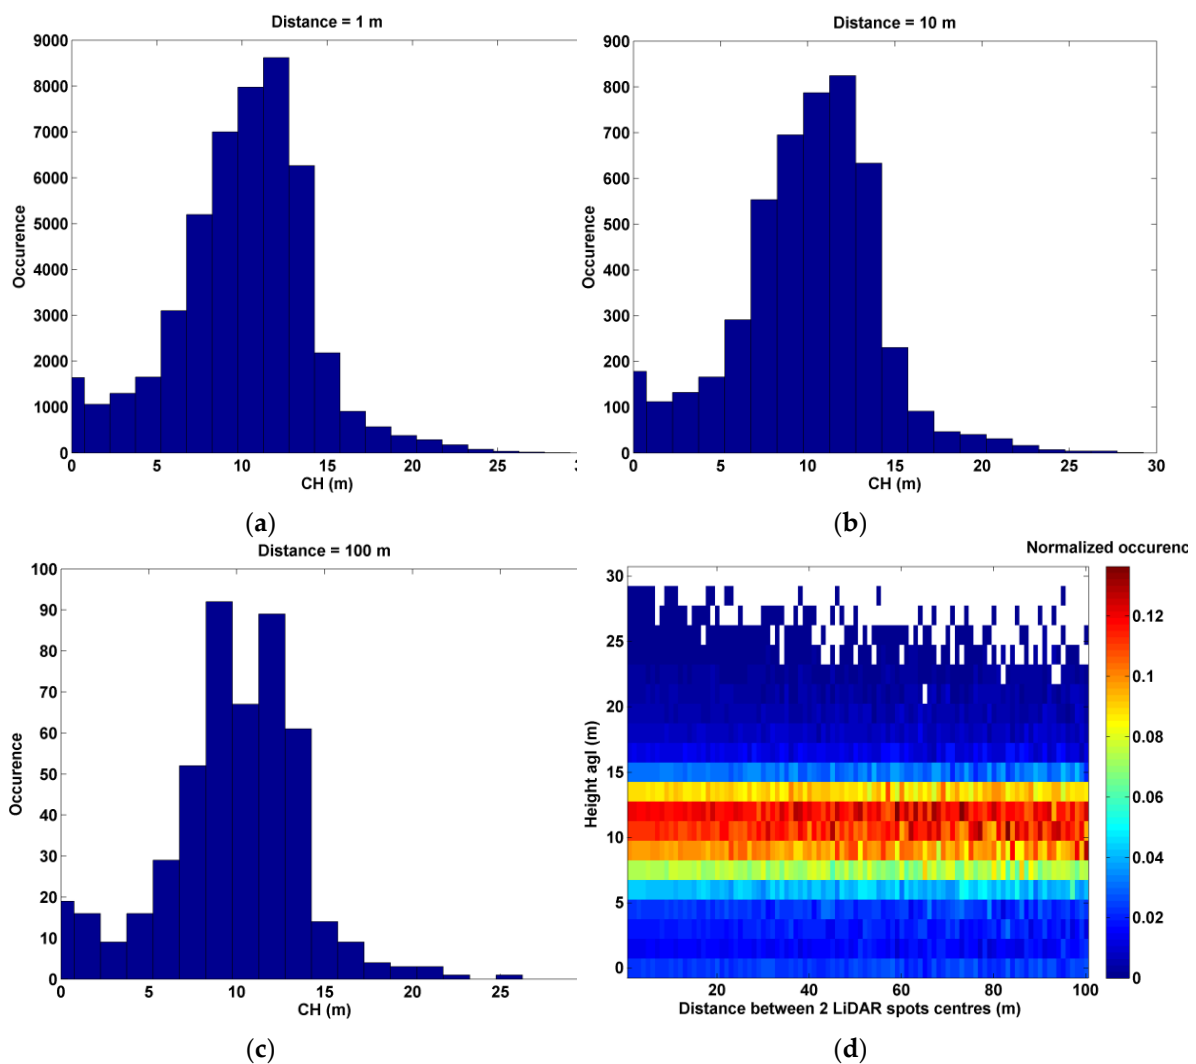 Distance = 1 m
9000
8000
7000
6000
5000
4000
3000
2000
1000
0
Occurence
0 5 10 15 20 25
CH (m)
(a)
Distance = 10 m
900
800
700
600
500
400
300
200
100
0
Occurence
0 5 10 15 20 25 30
CH (m)
(b)
Distance = 100 m
100
90
80
70
60
50
40
30
20
10
0
Occurence
0 5 10 15 20 25
CH (m)
(c)
Normalized occurenc
30
25
20
15
10
5
0
Height agl (m)
20 40 60 80 100
Distance between 2 LiDAR spots centres (m)
0.12
0.1
0.08
0.06
0.04
0.02
0
(d)